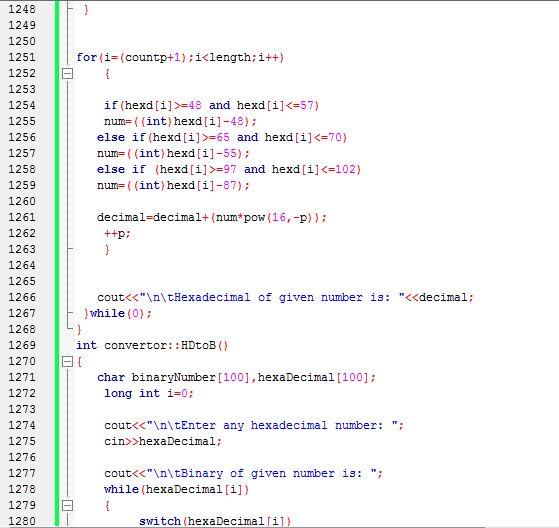 1248 }
1249
1250
1251 for(i=(countp+1);i<length;i++)
1252 {
1253
1254 if(hexd[i]>=48 and hexd[i]<=57)
1255 num=((int)hexd[i]-48);
1256 else if(hexd[i]>=65 and hexd[i]<=70)
1257 num=((int)hexd[i]-55);
1258 else if (hexd[i]>=97 and hexd[i]<=102)
1259 num=((int)hexd[i]-87);
1260
1261 decimal=decimal+(num*pow(16,-p));
1262 ++p;
1263 }
1264
1265
1266 cout<<"\n\tHexadecimal of given number is: "<<decimal;
1267 }while(0);
1268 }
1269 int convertor::HDtoB()
1270 {
1271 char binaryNumber[100],hexaDecimal[100];
1272 long int i=0;
1273
1274 cout<<"\n\tEnter any hexadecimal number: ";
1275 cin>>hexaDecimal;
1276
1277 cout<<"\n\tBinary of given number is: ";
1278 while(hexaDecimal[i])
1279 {
1280 switch(hexaDecimal[i])